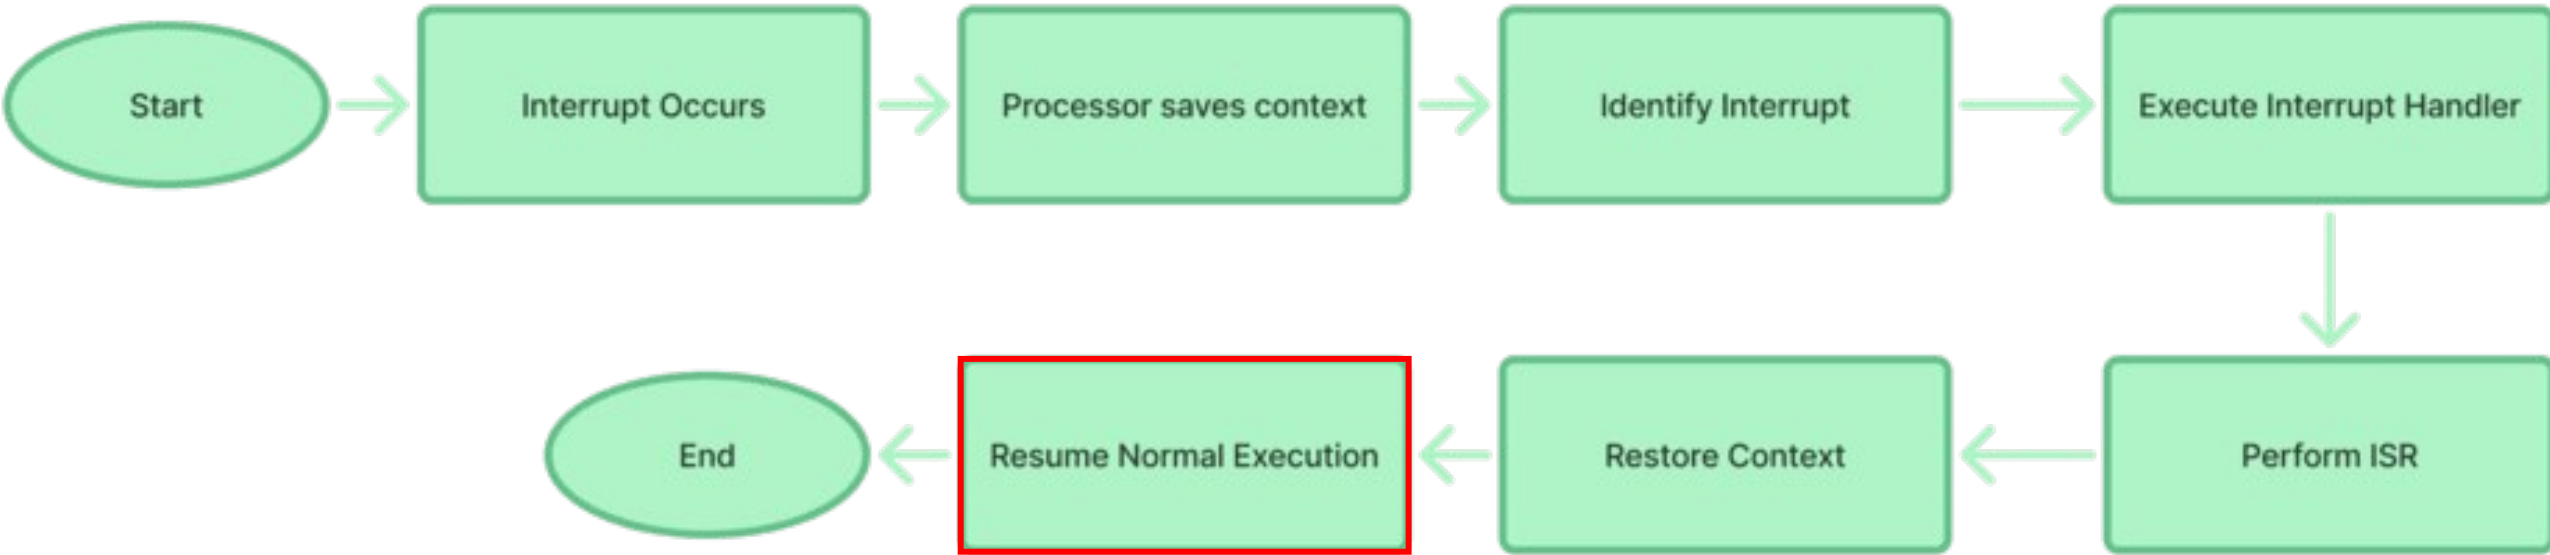 Start
Interrupt Occurs
Processor saves context
Identify Interrupt
Execute Interrupt Handler
Perform ISR
Restore Context
Resume Normal Execution
End